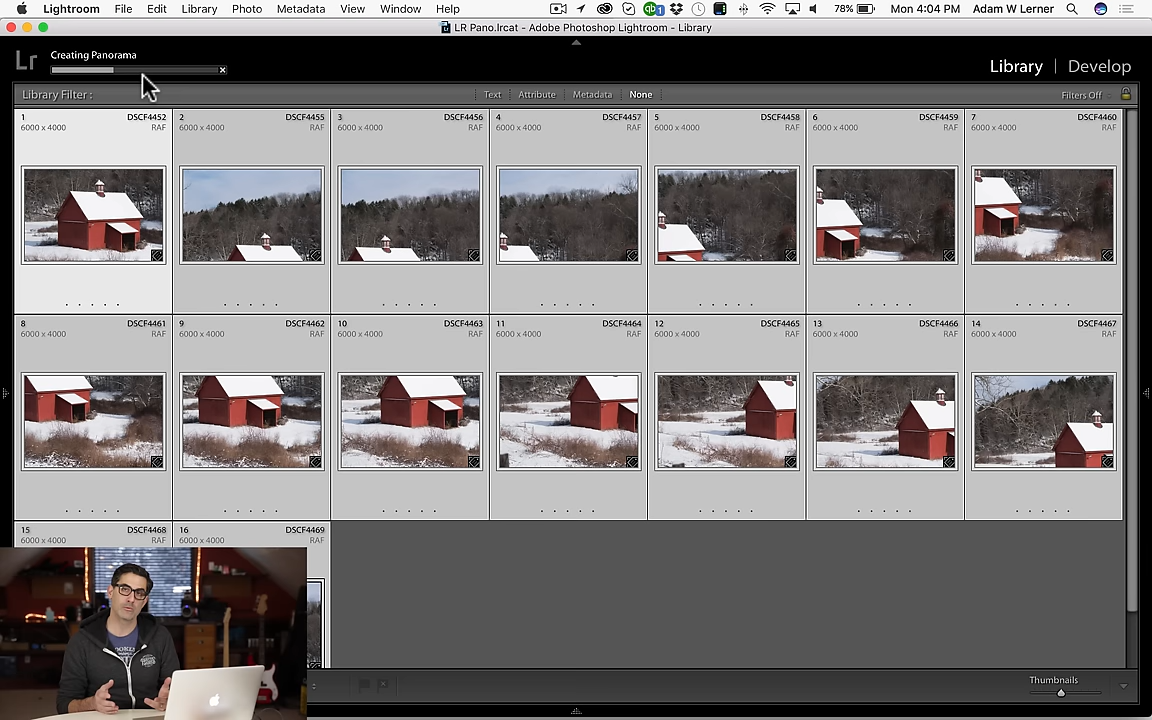 Lightroom File Edit Library Photo Metadata View Window Help 1 78% Mon 4:04 PM Adam W Lerner
LR Pano.lrcat - Adobe Photoshop Lightroom - Library
Lr Creating Panorama Library | Develop
Library Filter : Text Attribute Metadata None Filters Off
1 DSCF4452 2 DSCF4455 3 DSCF4456 4 DSCF4457 5 DSCF4458 6 DSCF4459 7 DSCF4460
6000 x 4000 RAF 6000 x 4000 RAF 6000 x 4000 RAF 6000 x 4000 RAF 6000 x 4000 RAF 6000 x 4000 RAF 6000 x 4000 RAF
8 DSCF4461 9 DSCF4462 10 DSCF4463 11 DSCF4464 12 DSCF4465 13 DSCF4466 14 DSCF4467
6000 x 4000 RAF 6000 x 4000 RAF 6000 x 4000 RAF 6000 x 4000 RAF 6000 x 4000 RAF 6000 x 4000 RAF 6000 x 4000 RAF
15 DSCF4468 16 DSCF4469
6000 x 4000 RAF 6000 x 4000 RAF
Thumbnails